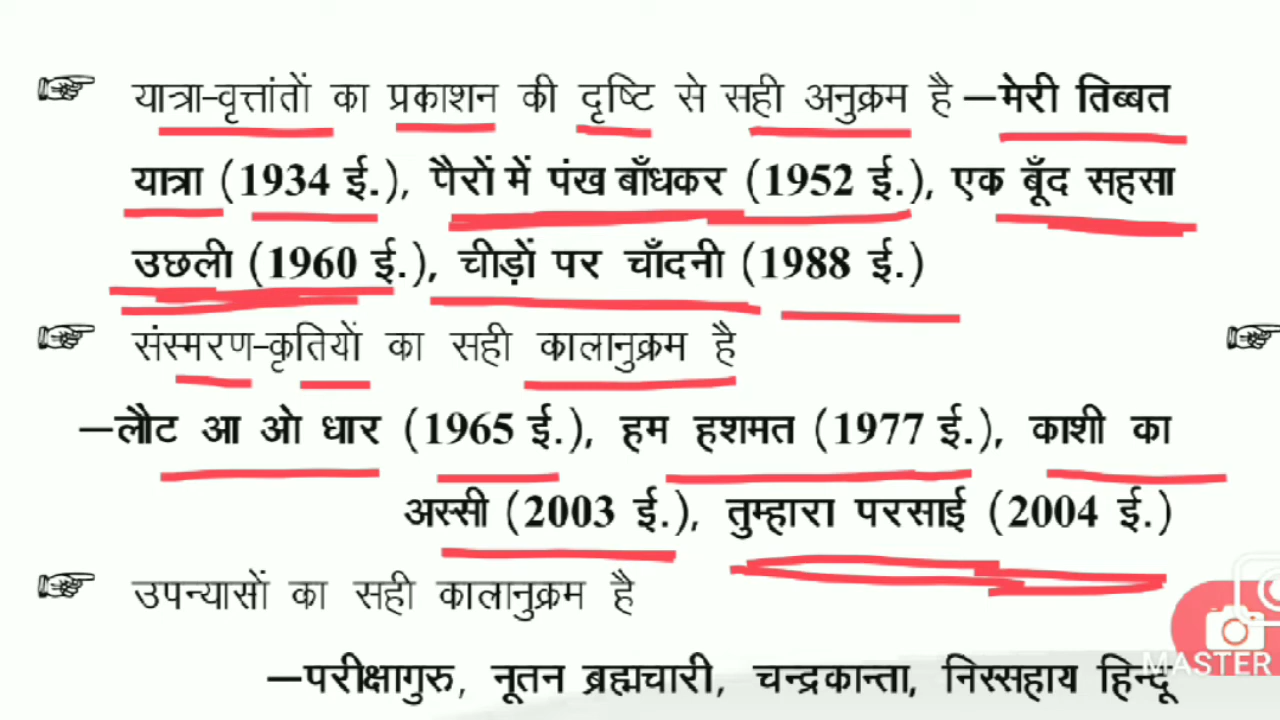 यात्रा-वृत्तांतों का प्रकाशन की दृष्टि से सही अनुक्रम है –मेरी तिब्बत
यात्रा (1934 ई.), पैरों में पंख बाँधकर (1952 ई.), एक बूँद सहसा
उछली (1960 ई.), चीड़ों पर चाँदनी (1988 ई.)
संस्मरण-कृतियों का सही कालानुक्रम है
–लौट आ ओ धार (1965 ई.), हम हशमत (1977 ई.), काशी का
अस्सी (2003 ई.), तुम्हारा परसाई (2004 ई.)
उपन्यासों का सही कालानुक्रम है
–परीक्षागुरु, नूतन ब्रह्मचारी, चन्द्रकान्ता, निस्सहाय हिन्दू
MASTER